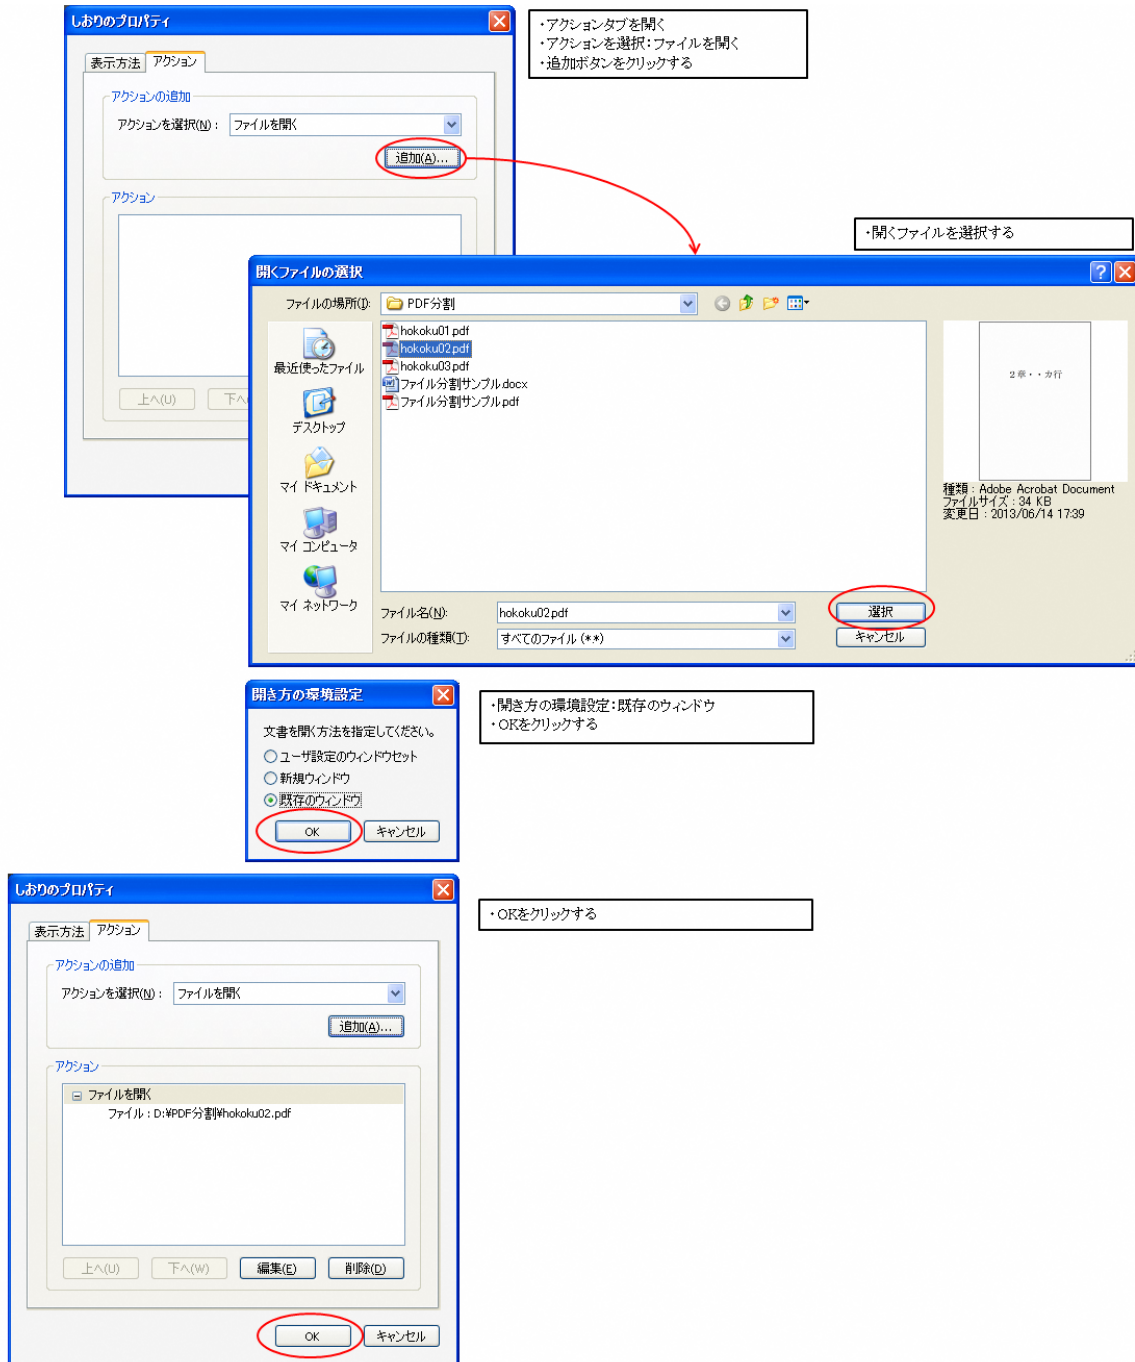 しおりのプロパティ
・アクションタブを開く
・アクションを選択：ファイルを開く
・追加ボタンをクリックする
表示方法 アクション
アクションの追加
アクションを選択(N)： ファイルを開く
追加(A)...
アクション
・開くファイルを選択する
開くファイルの選択
ファイルの場所(I): PDF分割
hokoku01.pdf
hokoku02.pdf
hokoku03.pdf
ファイル分割サンプル.docx
ファイル分割サンプル.pdf
最近使ったファイル
デスクトップ
マイ ドキュメント
マイ コンピュータ
マイ ネットワーク
2章・・カ行
種類：Adobe Acrobat Document
ファイルサイズ：34 KB
変更日：2013/06/14 17:39
上へ(U) 下へ
ファイル名(N): hokoku02.pdf 選択
ファイルの種類(T): すべてのファイル (*.*) キャンセル
開き方の環境設定
文書を開く方法を指定してください。
ユーザ設定のウィンドウセット
新規ウィンドウ
既存のウィンドウ
OK キャンセル
・開き方の環境設定：既存のウィンドウ
・OKをクリックする
しおりのプロパティ
・OKをクリックする
表示方法 アクション
アクションの追加
アクションを選択(N)： ファイルを開く
追加(A)...
アクション
ファイルを開く
ファイル：D:¥PDF分割¥hokoku02.pdf
上へ(U) 下へ(W) 編集(E) 削除(D)
OK キャンセル